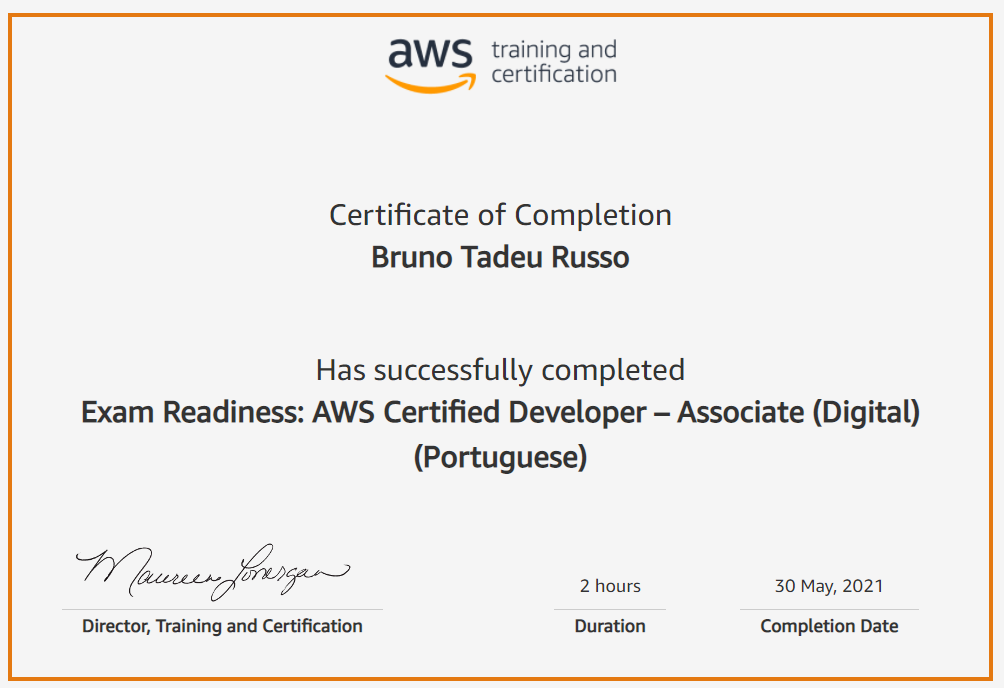 aws training and
certification
Certificate of Completion
Bruno Tadeu Russo
Has successfully completed
Exam Readiness: AWS Certified Developer – Associate (Digital)
(Portuguese)
Maureen Lonergan
2 hours
30 May, 2021
Director, Training and Certification
Duration
Completion Date